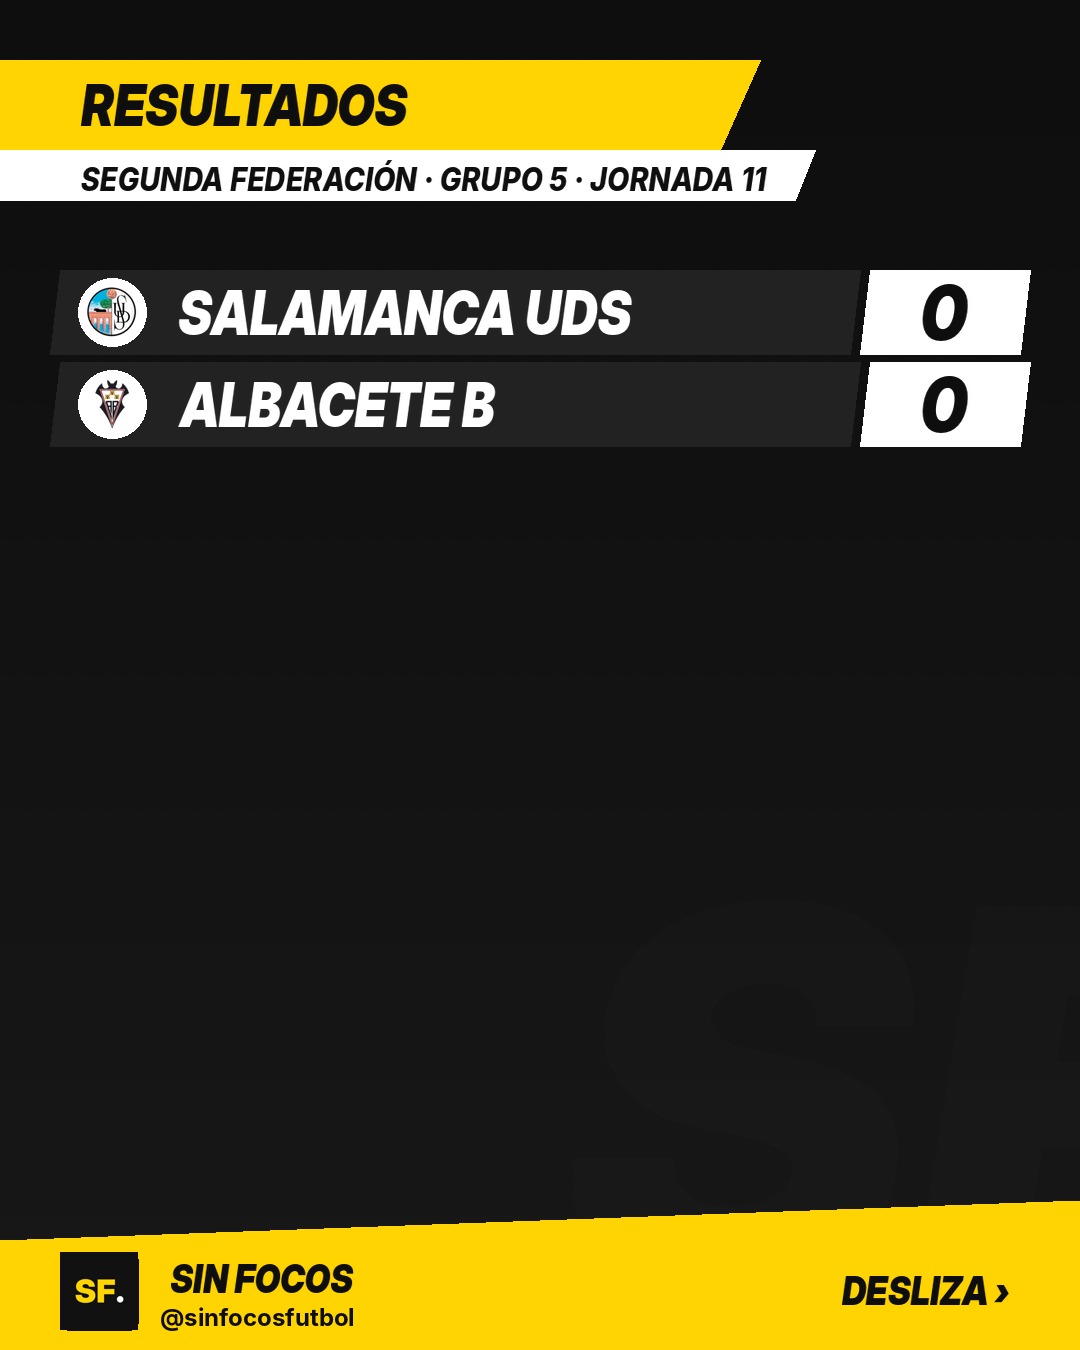 RESULTADOS
SEGUNDA FEDERACIÓN · GRUPO 5 · JORNADA 11
SALAMANCA UDS 0
ALBACETE B 0
SF.
SIN FOCOS
@sinfocosfutbol
DESLIZA ›